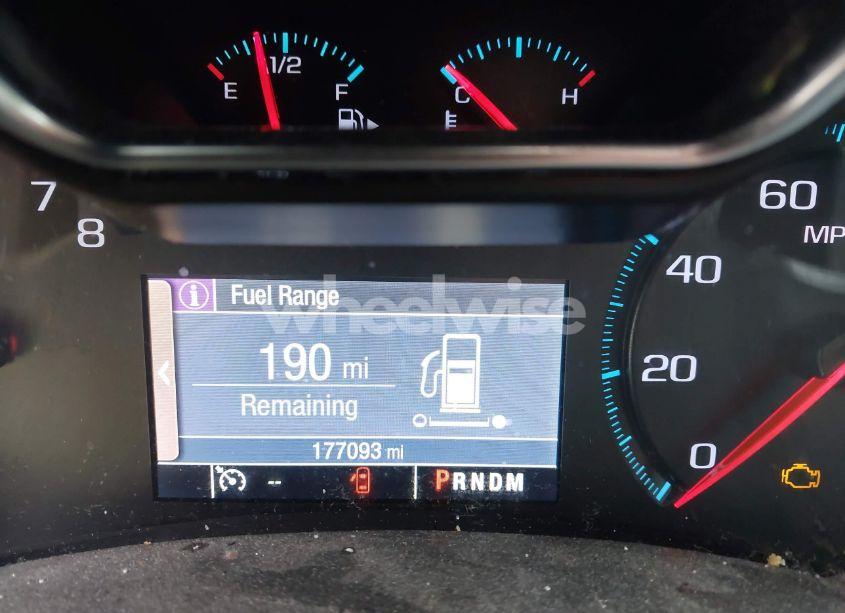 1/2
E
F
C
H
7
8
60
MP
40
20
0
i Fuel Range
wheelwise
190 mi
Remaining
177093 mi
--
PRNDM